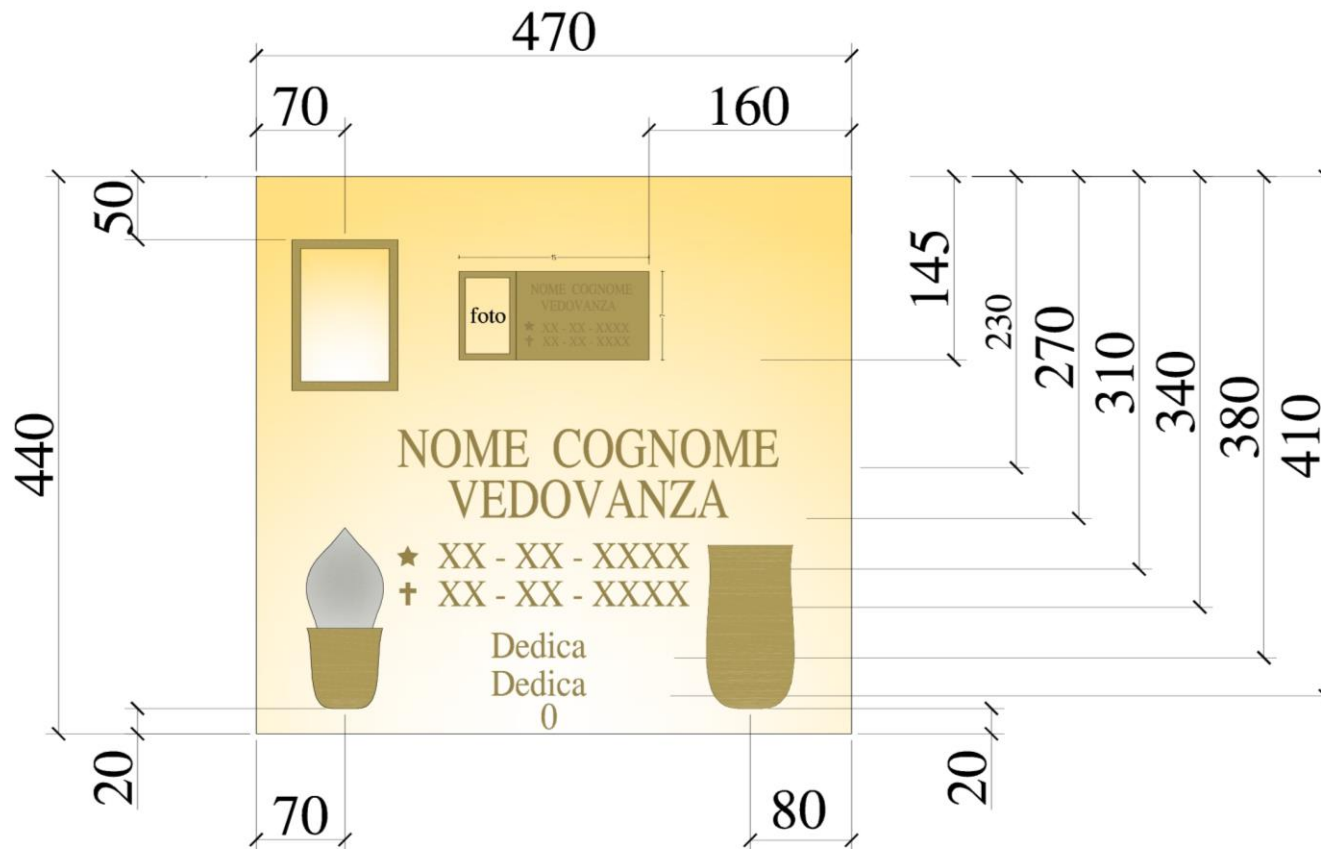 470
70 160
50
145
230
270
310
340
380
410
440
foto
NOME COGNOME
VEDOVANZA
★ XX - XX - XXXX
✝ XX - XX - XXXX
NOME COGNOME
VEDOVANZA
★ XX - XX - XXXX
✝ XX - XX - XXXX
Dedica
Dedica
0
20
20
70
80